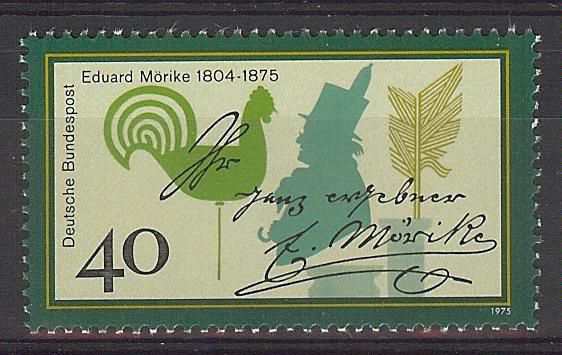 Eduard Mörike 1804-1875
Deutsche Bundespost
Ihr
ganz ergebner
E. Mörike
40
1975